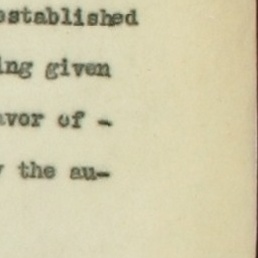 established
ing given
avor of -
y the au-